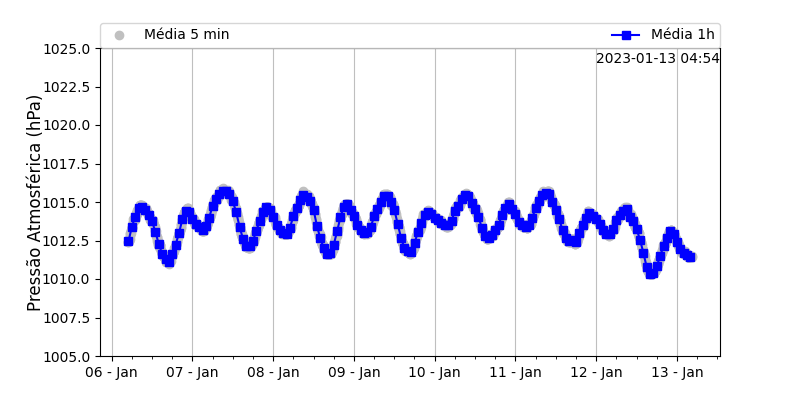 Média 5 min
Média 1h
2023-01-13 04:54
Pressão Atmosférica (hPa)
1025.0
1022.5
1020.0
1017.5
1015.0
1012.5
1010.0
1007.5
1005.0
06 - Jan
07 - Jan
08 - Jan
09 - Jan
10 - Jan
11 - Jan
12 - Jan
13 - Jan